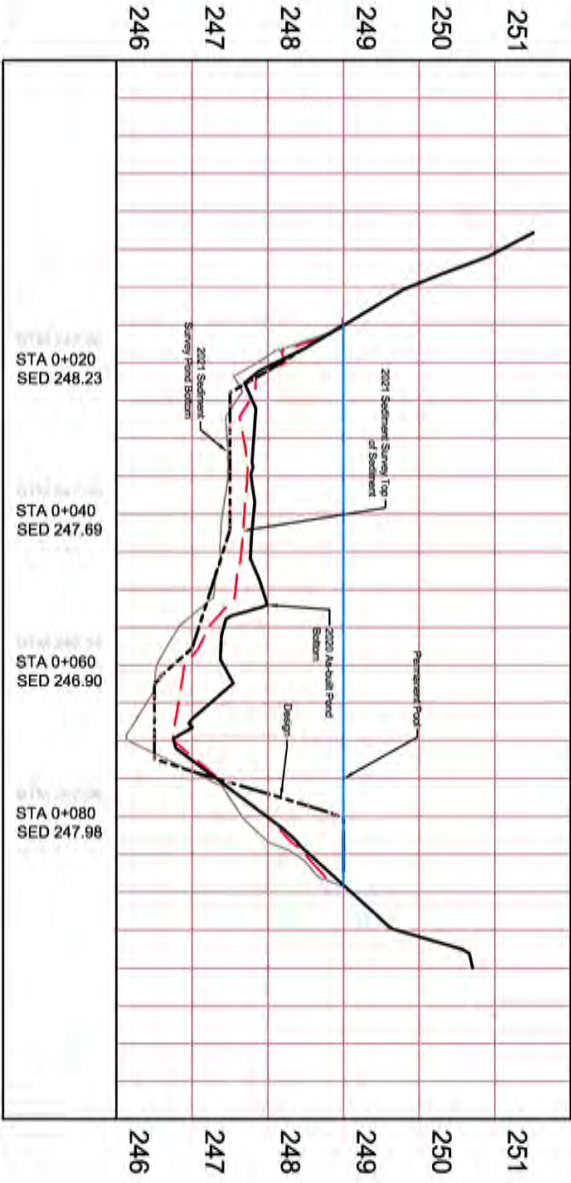 246
247
248
249
250
251
2021 Sediment Survey Top
of Sediment
2021 Sediment
Survey Pond Bottom
2020 As-built Pond
Bottom
Permanent Pool
Design
STA 0+020
SED 248.23
STA 0+040
SED 247.69
STA 0+060
SED 246.90
STA 0+080
SED 247.98
246
247
248
249
250
251